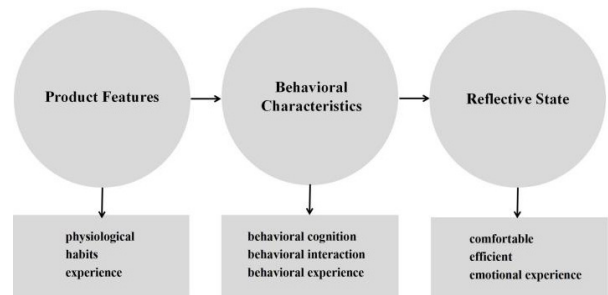 Product Features
Behavioral
Characteristics
Reflective State
physiological
habits
experience
behavioral cognition
behavioral interaction
behavioral experience
comfortable
efficient
emotional experience